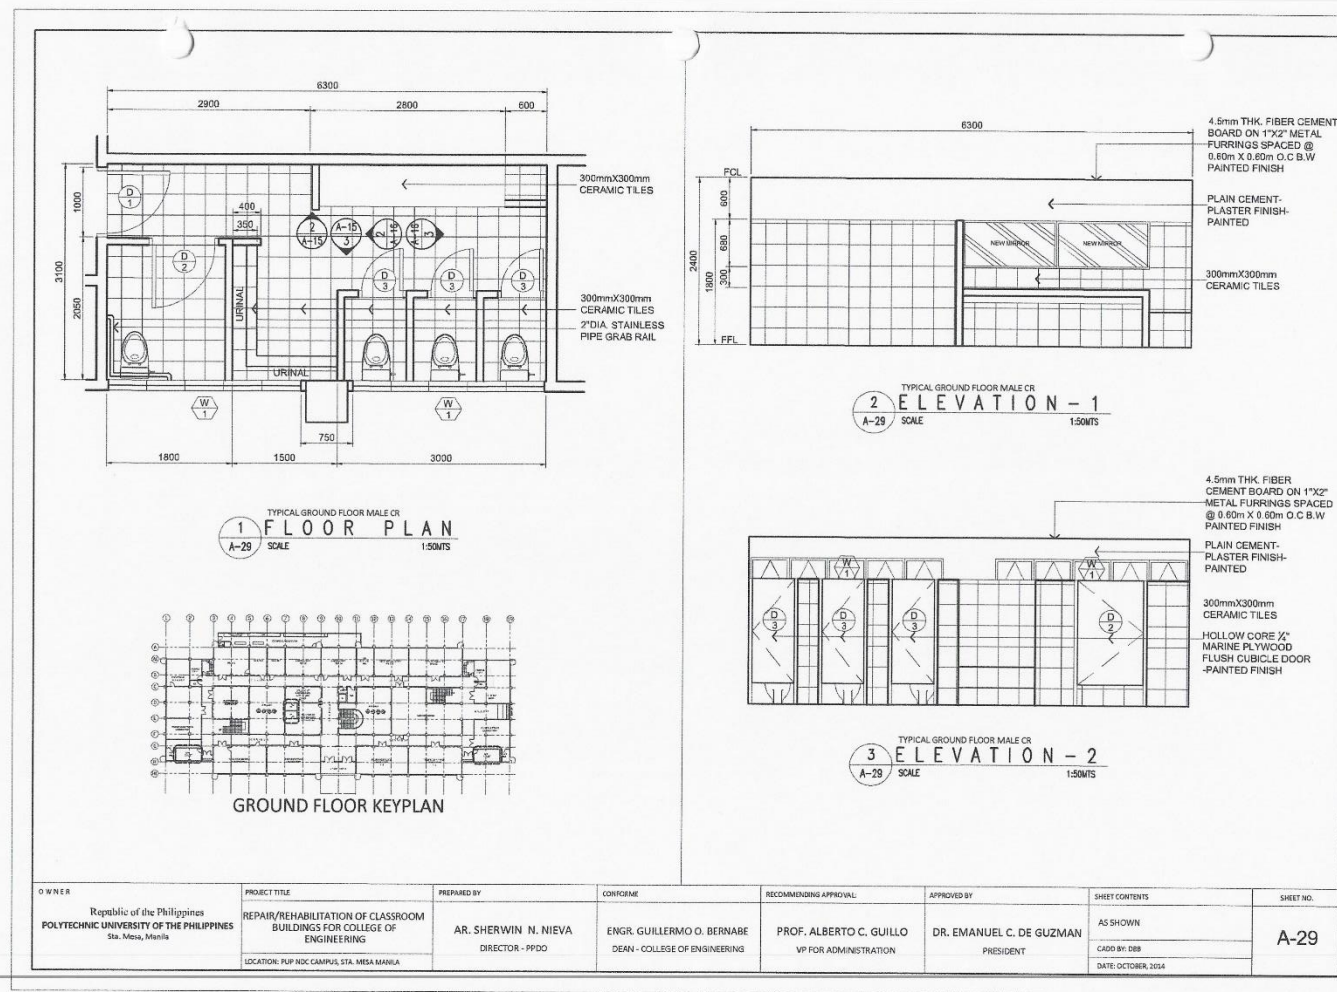 6300
2900
2800
600
3100
1000
2050
D
1
D
2
400
350
2
A-15
A-15
3
2
A-16
A-16
3
D
3
D
3
D
3
URINAL
URINAL
300mmX300mm
CERAMIC TILES
300mmX300mm
CERAMIC TILES
2"DIA. STAINLESS
PIPE GRAB RAIL
W
1
W
1
750
1800
1500
3000
TYPICAL GROUND FLOOR MALE CR
1
A-29
FLOOR PLAN
SCALE
1:50MTS
GROUND FLOOR KEYPLAN
6300
FCL
600
680
300
2400
1800
FFL
NEW MIRROR
NEW MIRROR
4.5mm THK. FIBER CEMENT
BOARD ON 1"X2" METAL
FURRINGS SPACED @
0.60m X 0.60m O.C B.W
PAINTED FINISH
PLAIN CEMENT-
PLASTER FINISH-
PAINTED
300mmX300mm
CERAMIC TILES
TYPICAL GROUND FLOOR MALE CR
2
A-29
ELEVATION-1
SCALE
1:50MTS
4.5mm THK. FIBER
CEMENT BOARD ON 1"X2"
METAL FURRINGS SPACED
@ 0.60m X 0.60m O.C B.W
PAINTED FINISH
PLAIN CEMENT-
PLASTER FINISH-
PAINTED
300mmX300mm
CERAMIC TILES
HOLLOW CORE ¼"
MARINE PLYWOOD
FLUSH CUBICLE DOOR
-PAINTED FINISH
W
1
W
1
D
3
D
3
D
3
D
2
TYPICAL GROUND FLOOR MALE CR
3
A-29
ELEVATION-2
SCALE
1:50MTS
OWNER
Republic of the Philippines
POLYTECHNIC UNIVERSITY OF THE PHILIPPINES
Sta. Mesa, Manila
PROJECT TITLE
REPAIR/REHABILITATION OF CLASSROOM
BUILDINGS FOR COLLEGE OF
ENGINEERING
LOCATION: PUP NDC CAMPUS, STA. MESA MANILA
PREPARED BY
AR. SHERWIN N. NIEVA
DIRECTOR - PPDO
CONFORME
ENGR. GUILLERMO O. BERNABE
DEAN - COLLEGE OF ENGINEERING
RECOMMENDING APPROVAL:
PROF. ALBERTO C. GUILLO
VP FOR ADMINISTRATION
APPROVED BY
DR. EMANUEL C. DE GUZMAN
PRESIDENT
SHEET CONTENTS
AS SHOWN
CADD BY: DBB
DATE: OCTOBER, 2014
SHEET NO.
A-29